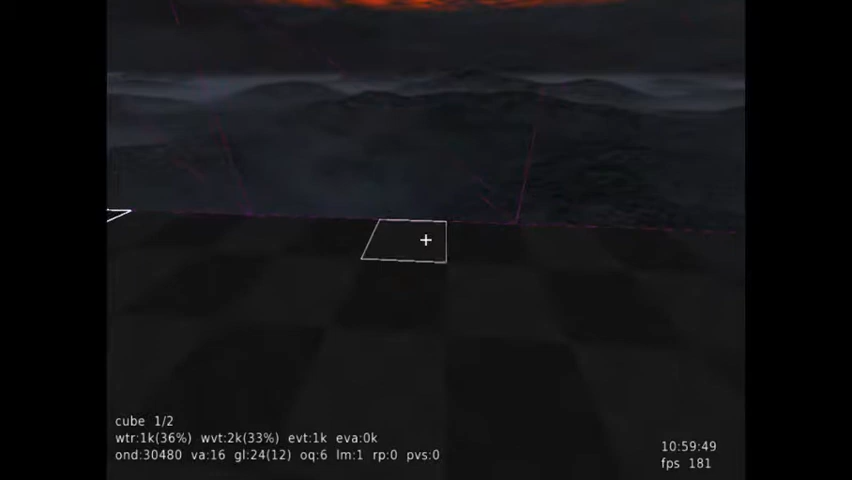 cube 1/2
wtr:1k(36%) wvt:2k(33%) evt:1k eva:0k
ond:30480 va:16 gl:24(12) oq:6 lm:1 rp:0 pvs:0
10:59:49
fps 181